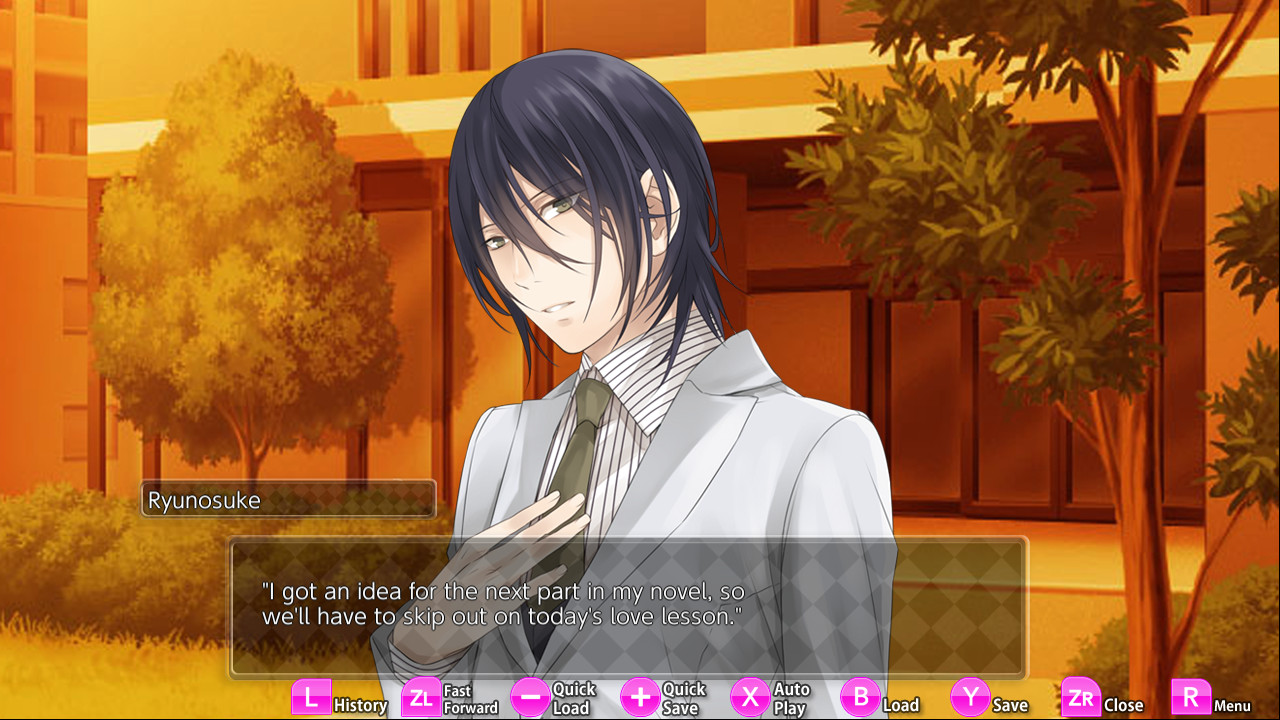 Ryunosuke
"I got an idea for the next part in my novel, so
we'll have to skip out on today's love lesson."
L History ZL Fast Forward − Quick Load + Quick Save X Auto Play B Load Y Save ZR Close R Menu